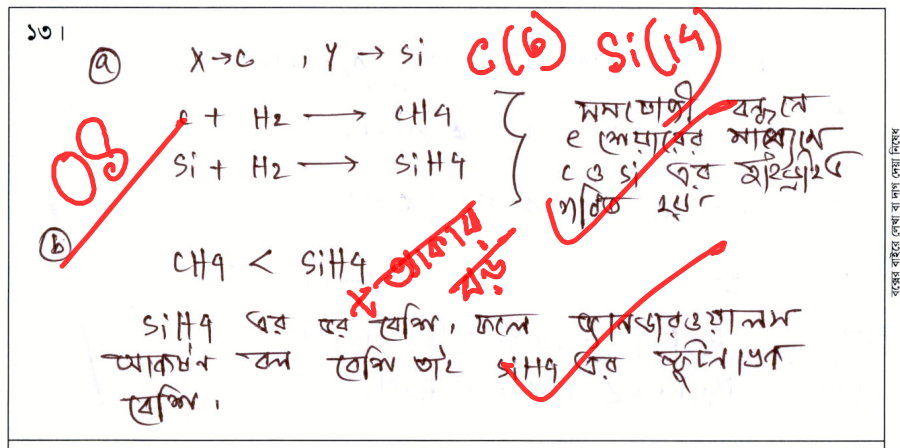 ১৩।
ⓐ X→C , Y → Si C(6) Si(14)
C + H2 ⟶ CH4 সমযোজী বন্ধনে
08 e শেয়ারের মাধ্যমে
Si + H2 ⟶ SiH4 C ও Si এর হাইড্রাইড
গঠিত হয়
ⓑ
CH4 < SiH4 আকার বড়
SiH4 এর ভর বেশি, ফলে ভ্যানডারওয়ালস
আকর্ষন বল বেশি তাই SiH4 এর স্ফুটনাংক
বেশি।
বক্সের বাইরে লেখা বা দাগ দেয়া নিষেধ